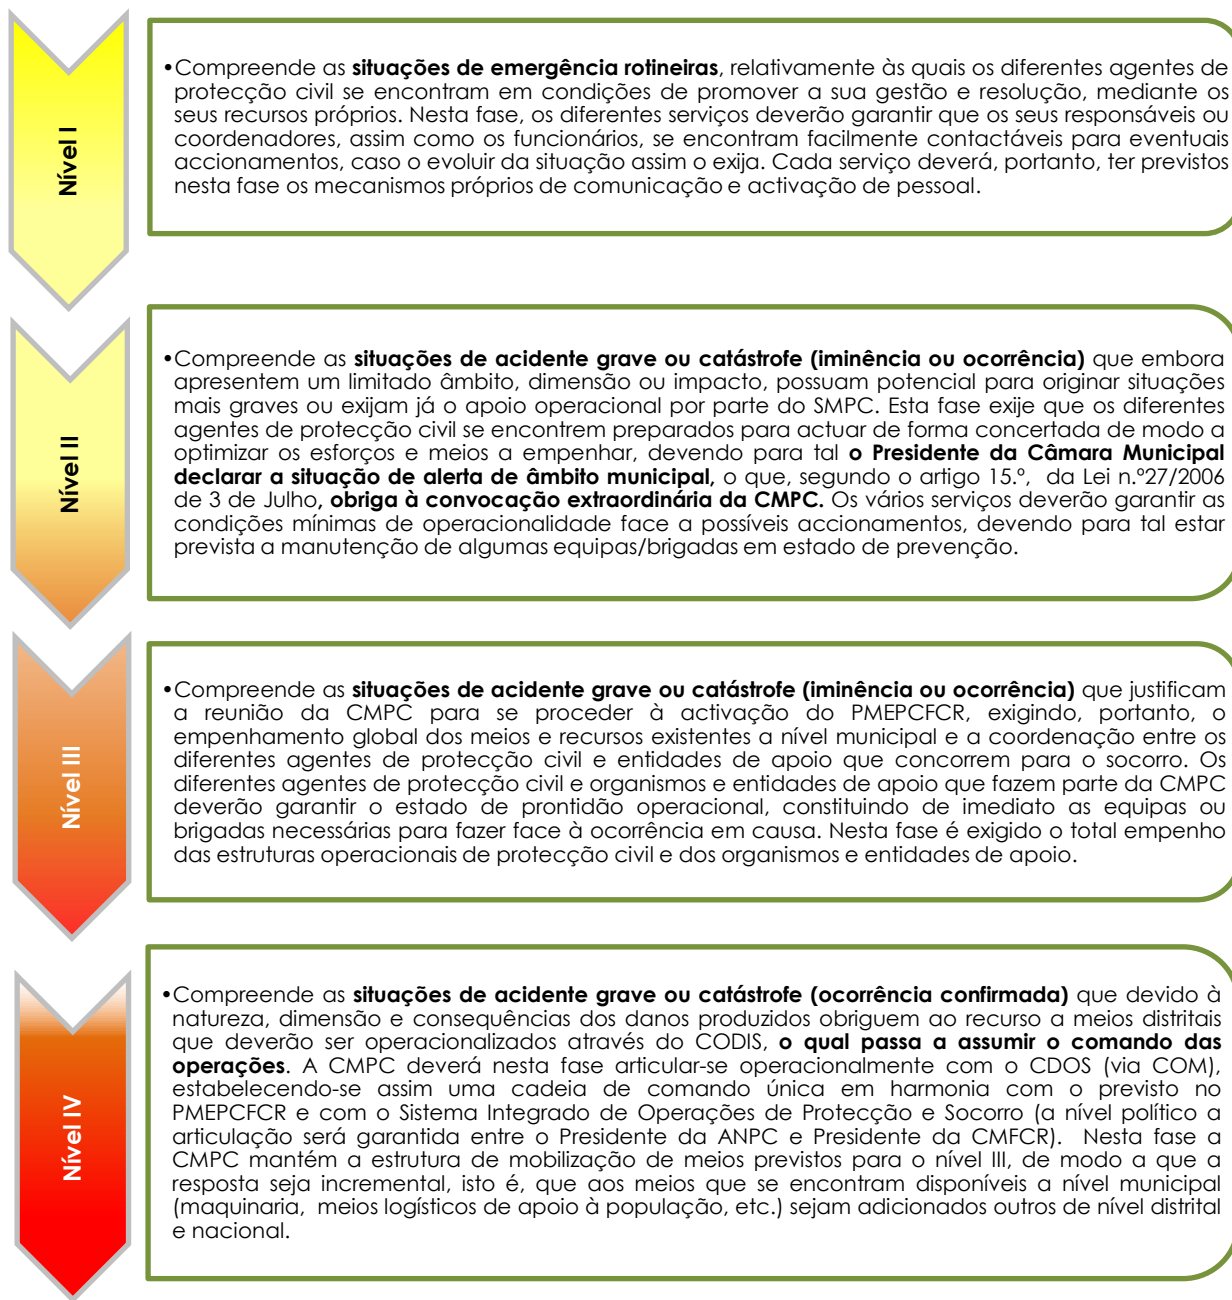 Nível I
•Compreende as situações de emergência rotineiras, relativamente às quais os diferentes agentes de
protecção civil se encontram em condições de promover a sua gestão e resolução, mediante os
seus recursos próprios. Nesta fase, os diferentes serviços deverão garantir que os seus responsáveis ou
coordenadores, assim como os funcionários, se encontram facilmente contactáveis para eventuais
accionamentos, caso o evoluir da situação assim o exija. Cada serviço deverá, portanto, ter previstos
nesta fase os mecanismos próprios de comunicação e activação de pessoal.
Nível II
•Compreende as situações de acidente grave ou catástrofe (iminência ou ocorrência) que embora
apresentem um limitado âmbito, dimensão ou impacto, possuam potencial para originar situações
mais graves ou exijam já o apoio operacional por parte do SMPC. Esta fase exije que os diferentes
agentes de protecção civil se encontrem preparados para actuar de forma concertada de modo a
optimizar os esforços e meios a empenhar, devendo para tal o Presidente da Câmara Municipal
declarar a situação de alerta de âmbito municipal, o que, segundo o artigo 15.º, da Lei n.º27/2006
de 3 de Julho, obriga à convocação extraordinária da CMPC. Os vários serviços deverão garantir as
condições mínimas de operacionalidade face a possíveis accionamentos, devendo para tal estar
prevista a manutenção de algumas equipas/brigadas em estado de prevenção.
Nível III
•Compreende as situações de acidente grave ou catástrofe (iminência ou ocorrência) que justificam
a reunião da CMPC para se proceder à activação do PMEPCFCR, exigindo, portanto, o
empenhamento global dos meios e recursos existentes a nível municipal e a coordenação entre os
diferentes agentes de protecção civil e entidades de apoio que concorrem para o socorro. Os
diferentes agentes de protecção civil e organismos e entidades de apoio que fazem parte da CMPC
deverão garantir o estado de prontidão operacional, constituindo de imediato as equipas ou
brigadas necessárias para fazer face à ocorrência em causa. Nesta fase é exigido o total empenho
das estruturas operacionais de protecção civil e dos organismos e entidades de apoio.
Nível IV
•Compreende as situações de acidente grave ou catástrofe (ocorrência confirmada) que devido à
natureza, dimensão e consequências dos danos produzidos obriguem ao recurso a meios distritais
que deverão ser operacionalizados através do CODIS, o qual passa a assumir o comando das
operações. A CMPC deverá nesta fase articular-se operacionalmente com o CDOS (via COM),
estabelecendo-se assim uma cadeia de comando única em harmonia com o previsto no
PMEPCFCR e com o Sistema Integrado de Operações de Protecção e Socorro (a nível político a
articulação será garantida entre o Presidente da ANPC e Presidente da CMFCR). Nesta fase a
CMPC mantém a estrutura de mobilização de meios previstos para o nível III, de modo a que a
resposta seja incremental, isto é, que aos meios que se encontram disponíveis a nível municipal
(maquinaria, meios logísticos de apoio à população, etc.) sejam adicionados outros de nível distrital
e nacional.